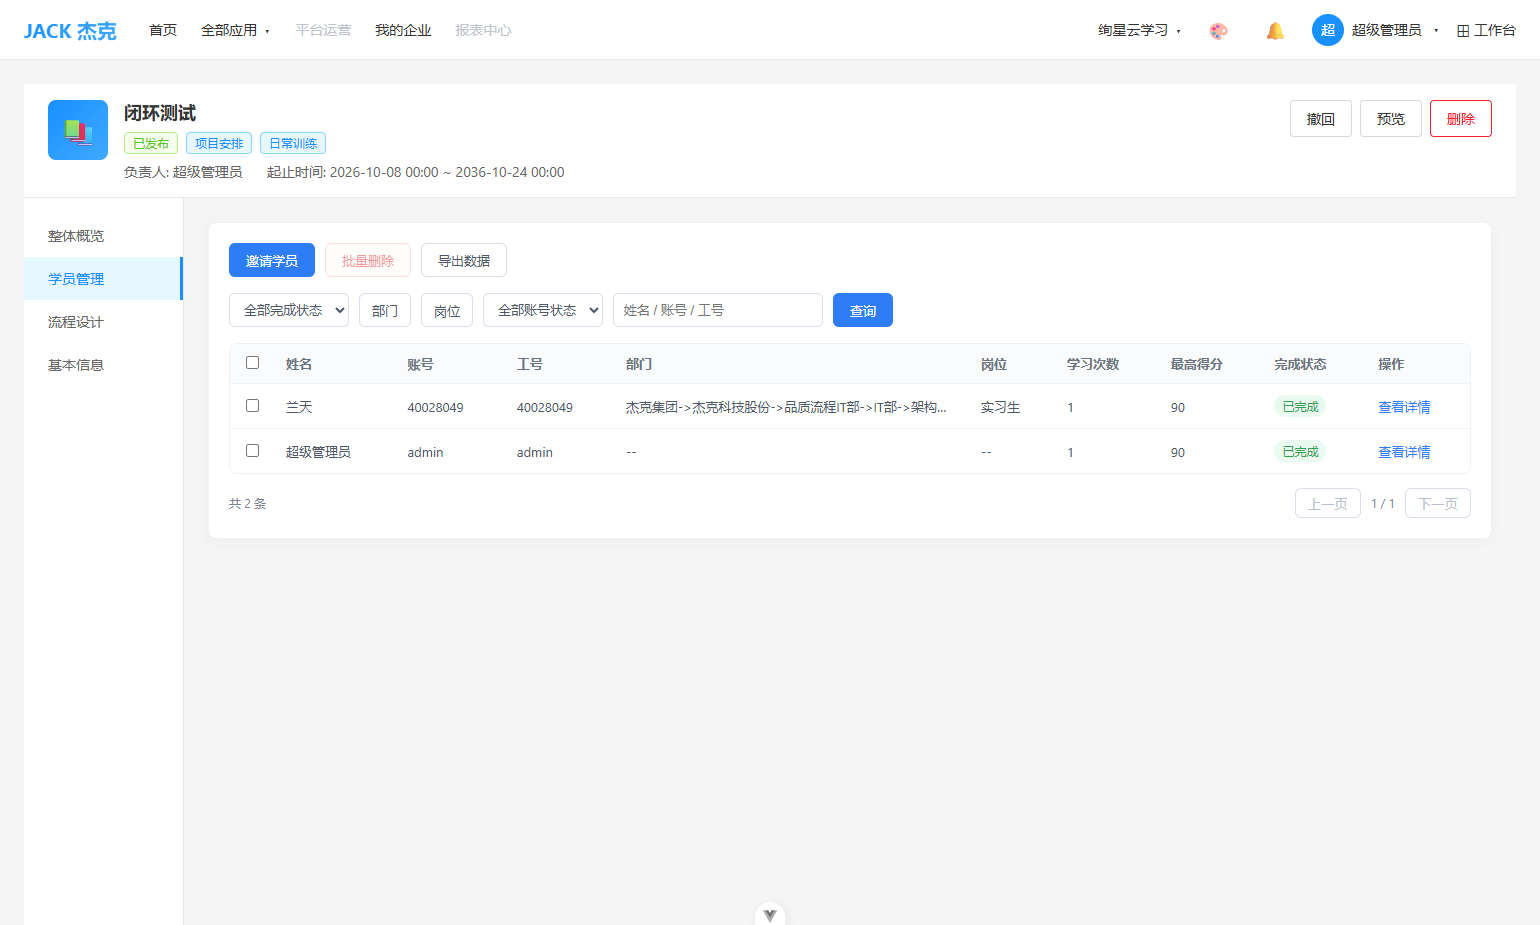 JACK 杰克 首页 全部应用 平台运营 我的企业 报表中心 绚星云学习 超 超级管理员 工作台
闭环测试
撤回 预览 删除
已发布 项目安排 日常训练
负责人: 超级管理员 起止时间: 2026-10-08 00:00 ~ 2036-10-24 00:00
整体概览
学员管理
流程设计
基本信息
邀请学员 批量删除 导出数据
全部完成状态 部门 岗位 全部账号状态 姓名 / 账号 / 工号 查询
姓名 账号 工号 部门 岗位 学习次数 最高得分 完成状态 操作
兰天 40028049 40028049 杰克集团->杰克科技股份->品质流程IT部->IT部->架构... 实习生 1 90 已完成 查看详情
超级管理员 admin admin -- -- 1 90 已完成 查看详情
共 2 条 上一页 1 / 1 下一页